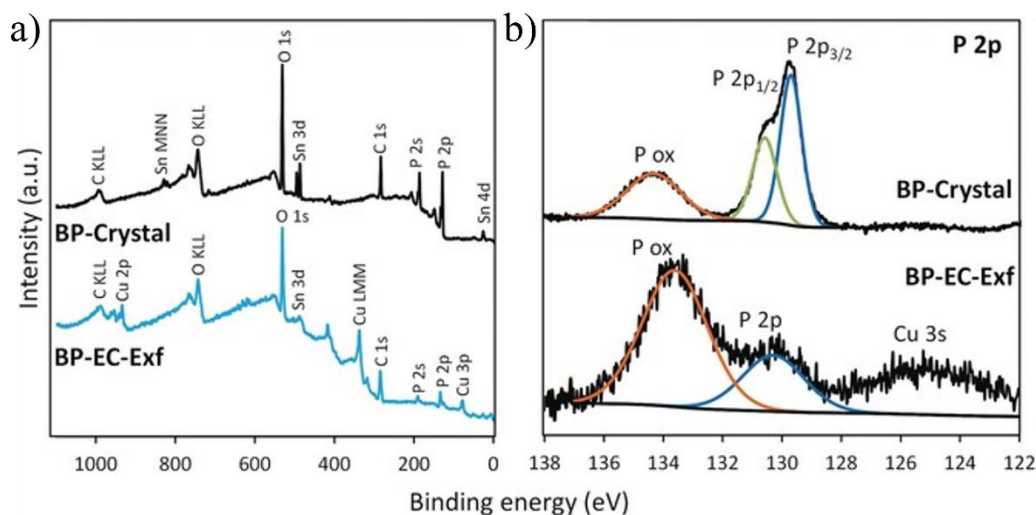 a)
Intensity (a.u.)
C KLL
Sn MNN
O KLL
O 1s
Sn 3d
C 1s
P 2s
P 2p
Sn 4d
BP-Crystal
C KLL
Cu 2p
O KLL
O 1s
Sn 3d
Cu LMM
C 1s
P 2s
P 2p
Cu 3p
BP-EC-Exf
1000 800 600 400 200 0
b)
P 2p
P 2p3/2
P 2p1/2
P ox
BP-Crystal
BP-EC-Exf
P ox
P 2p
Cu 3s
138 136 134 132 130 128 126 124 122
Binding energy (eV)